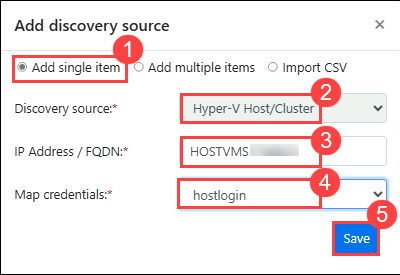 Add discovery source ×
1
Add single item Add multiple items Import CSV
2
Discovery source:* Hyper-V Host/Cluster
3
IP Address / FQDN:* HOSTVMS
4
Map credentials:* hostlogin
5
Save